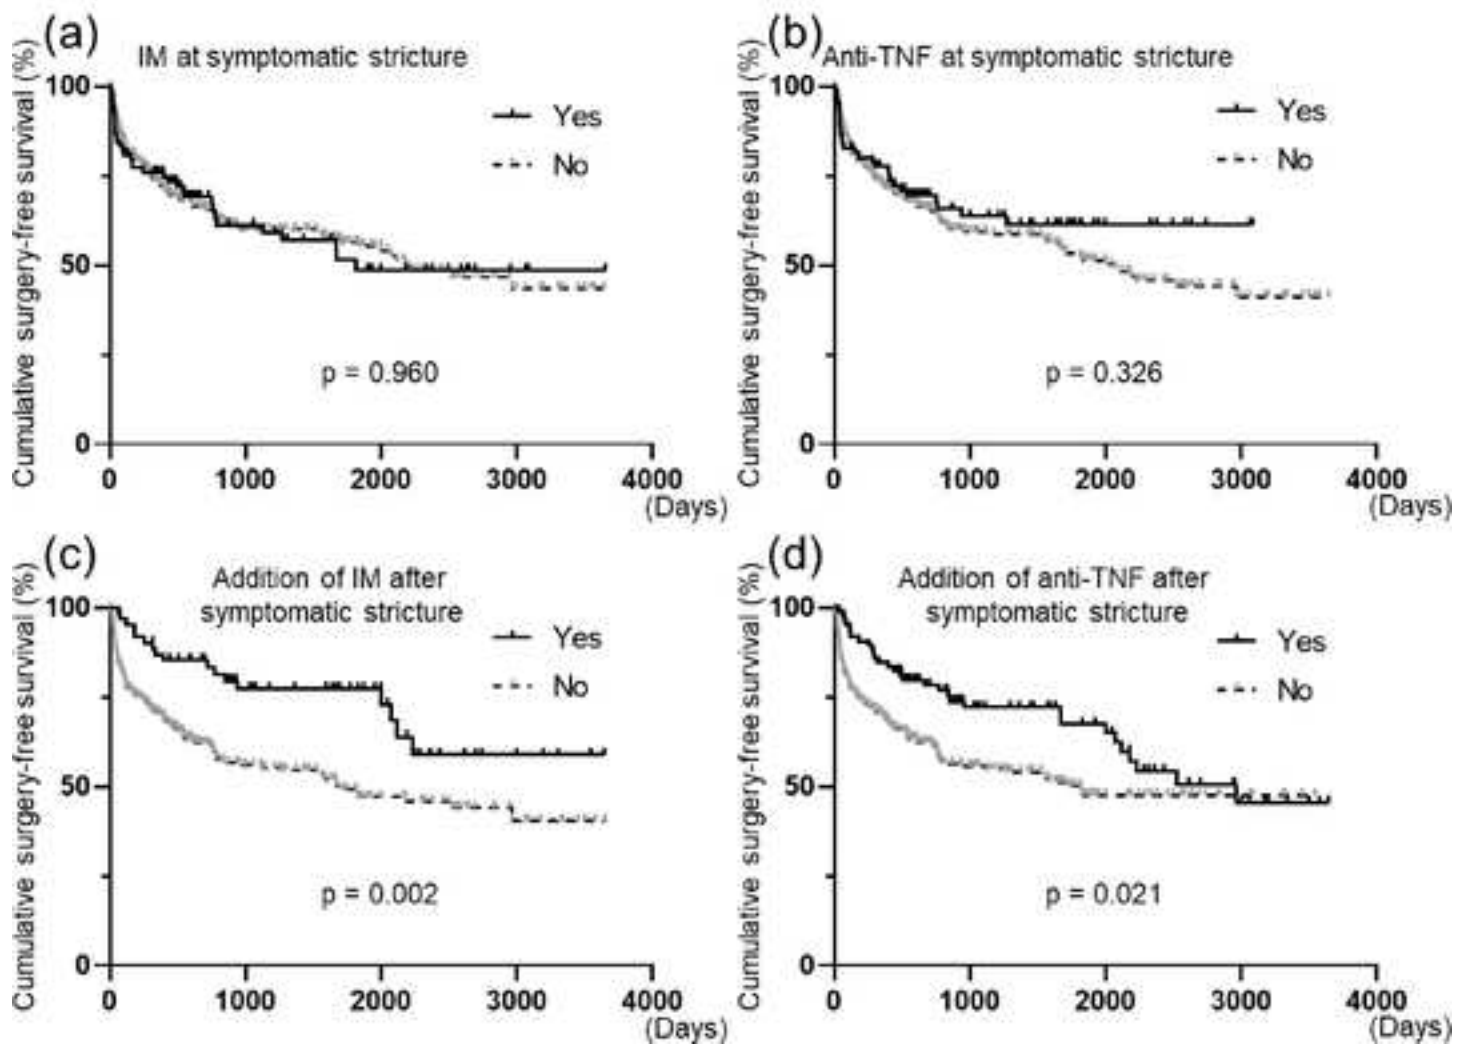 (a)
IM at symptomatic stricture
Cumulative surgery-free survival (%)
100
50
0
Yes
No
p = 0.960
0 1000 2000 3000 4000
(Days)
(b)
Anti-TNF at symptomatic stricture
Cumulative surgery-free survival (%)
100
50
0
Yes
No
p = 0.326
0 1000 2000 3000 4000
(Days)
(c)
Addition of IM after
symptomatic stricture
Cumulative surgery-free survival (%)
100
50
0
Yes
No
p = 0.002
0 1000 2000 3000 4000
(Days)
(d)
Addition of anti-TNF after
symptomatic stricture
Cumulative surgery-free survival (%)
100
50
0
Yes
No
p = 0.021
0 1000 2000 3000 4000
(Days)